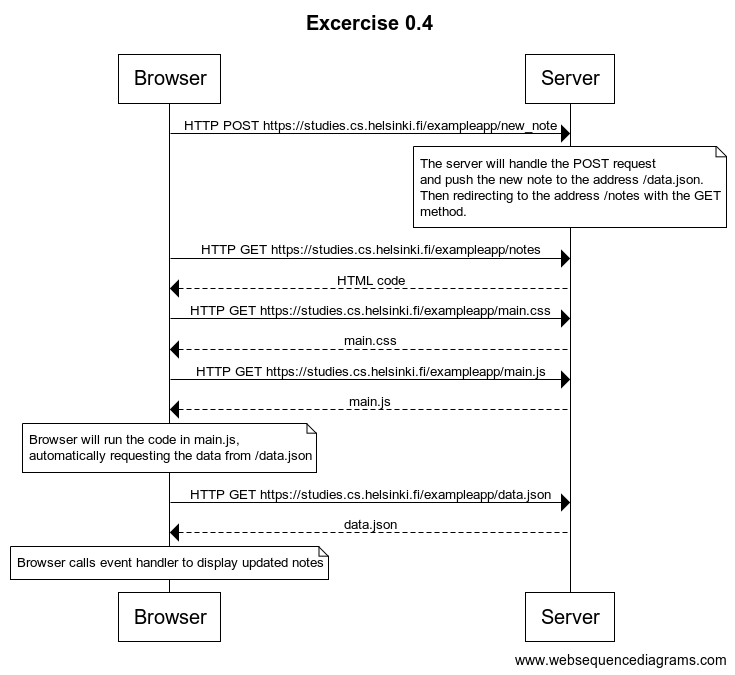 Excercise 0.4
Browser
Server
HTTP POST https://studies.cs.helsinki.fi/exampleapp/new_note
The server will handle the POST request
and push the new note to the address /data.json.
Then redirecting to the address /notes with the GET
method.
HTTP GET https://studies.cs.helsinki.fi/exampleapp/notes
HTML code
HTTP GET https://studies.cs.helsinki.fi/exampleapp/main.css
main.css
HTTP GET https://studies.cs.helsinki.fi/exampleapp/main.js
main.js
Browser will run the code in main.js,
automatically requesting the data from /data.json
HTTP GET https://studies.cs.helsinki.fi/exampleapp/data.json
data.json
Browser calls event handler to display updated notes
Browser
Server
www.websequencediagrams.com